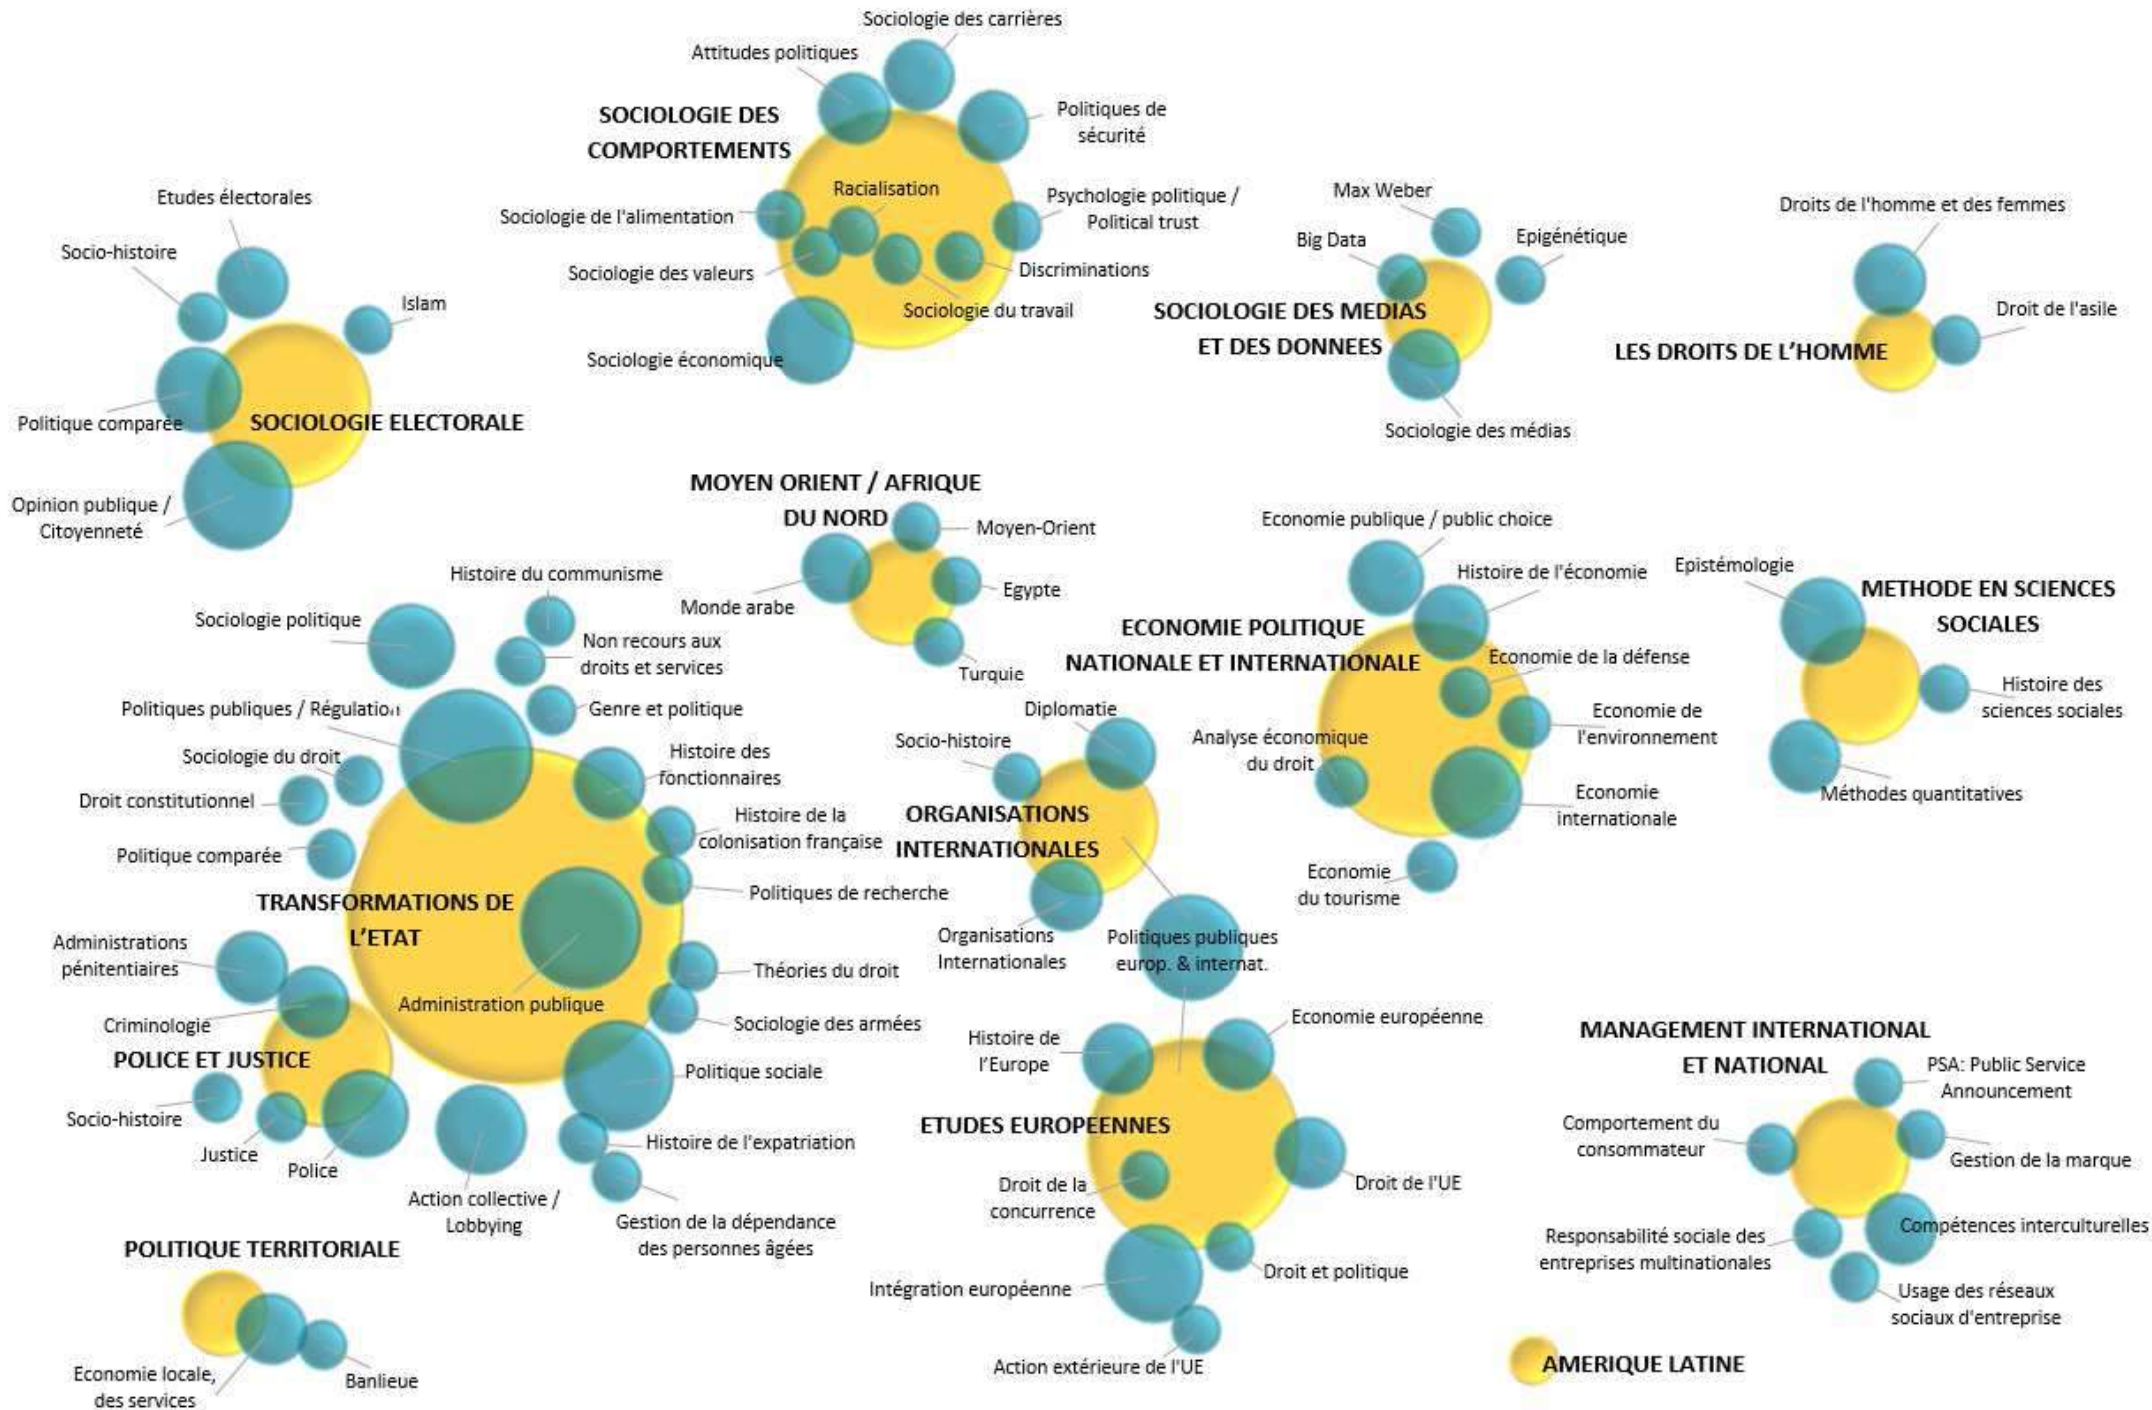 Sociologie des carrières
Attitudes politiques
SOCIOLOGIE DES
COMPORTEMENTS
Politiques de
sécurité
Racialisation
Psychologie politique /
Political trust
Sociologie de l'alimentation
Sociologie des valeurs
Discriminations
Sociologie du travail
Sociologie économique
Etudes électorales
Socio-histoire
Islam
Politique comparée
SOCIOLOGIE ELECTORALE
Opinion publique /
Citoyenneté
Max Weber
Big Data
Epigénétique
SOCIOLOGIE DES MEDIAS
ET DES DONNEES
Sociologie des médias
Droits de l'homme et des femmes
Droit de l'asile
LES DROITS DE L’HOMME
MOYEN ORIENT / AFRIQUE
DU NORD
Moyen-Orient
Egypte
Monde arabe
Turquie
Economie publique / public choice
Histoire de l'économie
ECONOMIE POLITIQUE
NATIONALE ET INTERNATIONALE
Economie de la défense
Economie de
l'environnement
Analyse économique
du droit
Economie
internationale
Economie
du tourisme
Epistémologie
METHODE EN SCIENCES
SOCIALES
Histoire des
sciences sociales
Méthodes quantitatives
Histoire du communisme
Sociologie politique
Non recours aux
droits et services
Politiques publiques / Régulation
Genre et politique
Sociologie du droit
Histoire des
fonctionnaires
Droit constitutionnel
Histoire de la
colonisation française
Politique comparée
Politiques de recherche
TRANSFORMATIONS DE
L’ETAT
Théories du droit
Administration publique
Sociologie des armées
Politique sociale
Histoire de l'expatriation
Action collective /
Lobbying
Gestion de la dépendance
des personnes âgées
Administrations
pénitentiaires
Criminologie
POLICE ET JUSTICE
Socio-histoire
Justice
Police
POLITIQUE TERRITORIALE
Economie locale,
des services
Banlieue
Diplomatie
Socio-histoire
ORGANISATIONS
INTERNATIONALES
Organisations
Internationales
Politiques publiques
europ. & internat.
Histoire de
l’Europe
Economie européenne
ETUDES EUROPEENNES
Droit de la
concurrence
Droit de l'UE
Droit et politique
Intégration européenne
Action extérieure de l'UE
MANAGEMENT INTERNATIONAL
ET NATIONAL
PSA: Public Service
Announcement
Comportement du
consommateur
Gestion de la marque
Compétences interculturelles
Responsabilité sociale des
entreprises multinationales
Usage des réseaux
sociaux d'entreprise
AMERIQUE LATINE